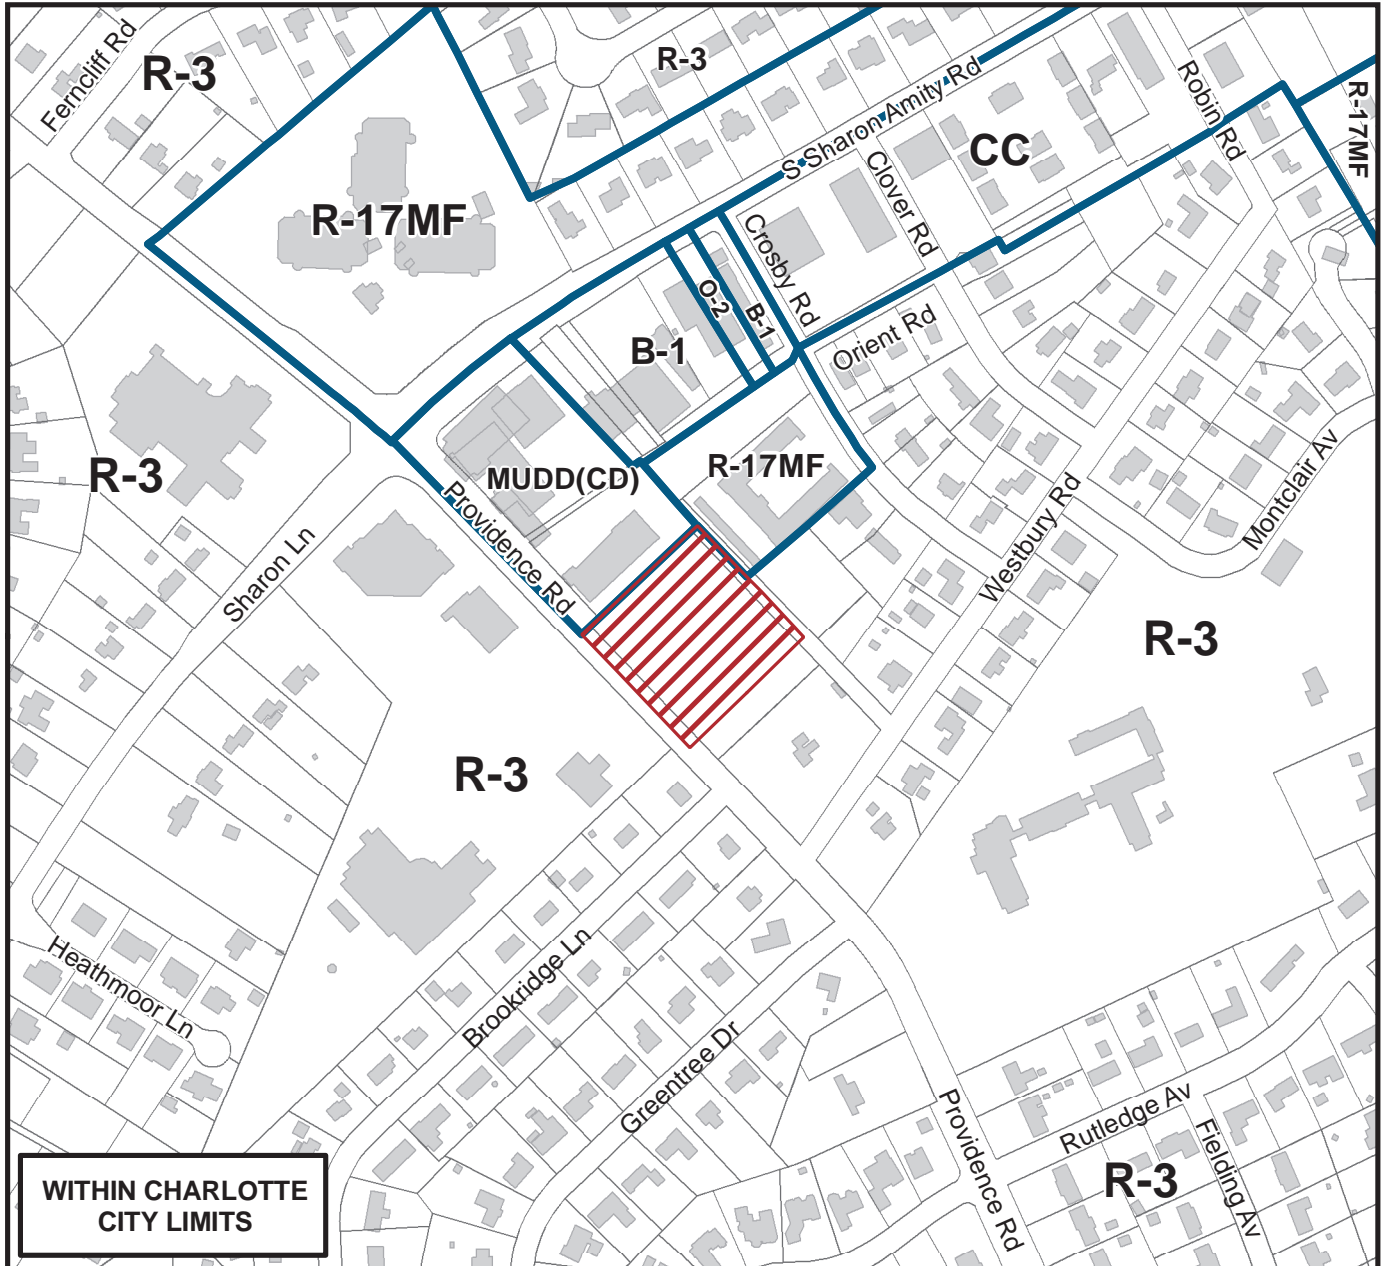 Ferncliff Rd
R-3
R-3
S Sharon Amity Rd
Robin Rd
R-17MF
CC
Clover Rd
R-17MF
Crosby Rd
O-2
B-1
B-1
Orient Rd
R-3
MUDD(CD)
R-17MF
Providence Rd
Sharon Ln
Westbury Rd
Montclair Av
R-3
R-3
Heathmoor Ln
Brookridge Ln
Greentree Dr
Providence Rd
Rutledge Av
Fielding Av
R-3
WITHIN CHARLOTTE
CITY LIMITS